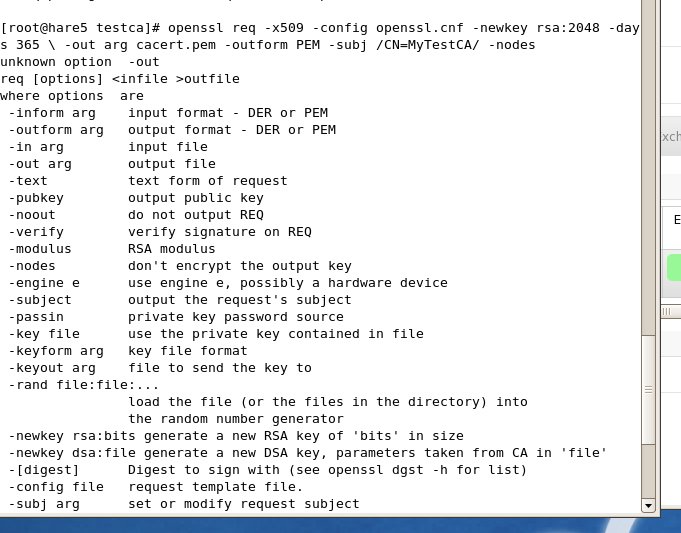 [root@hare5 testca]# openssl req -x509 -config openssl.cnf -newkey rsa:2048 -day
s 365 \ -out arg cacert.pem -outform PEM -subj /CN=MyTestCA/ -nodes
unknown option  -out
req [options] <infile >outfile
where options  are
 -inform arg    input format - DER or PEM
 -outform arg   output format - DER or PEM
 -in arg        input file
 -out arg       output file
 -text          text form of request
 -pubkey        output public key
 -noout         do not output REQ
 -verify        verify signature on REQ
 -modulus       RSA modulus
 -nodes         don't encrypt the output key
 -engine e      use engine e, possibly a hardware device
 -subject       output the request's subject
 -passin        private key password source
 -key file      use the private key contained in file
 -keyform arg   key file format
 -keyout arg    file to send the key to
 -rand file:file:...
                load the file (or the files in the directory) into
                the random number generator
 -newkey rsa:bits generate a new RSA key of 'bits' in size
 -newkey dsa:file generate a new DSA key, parameters taken from CA in 'file'
 -[digest]      Digest to sign with (see openssl dgst -h for list)
 -config file   request template file.
 -subj arg      set or modify request subject
xch
E